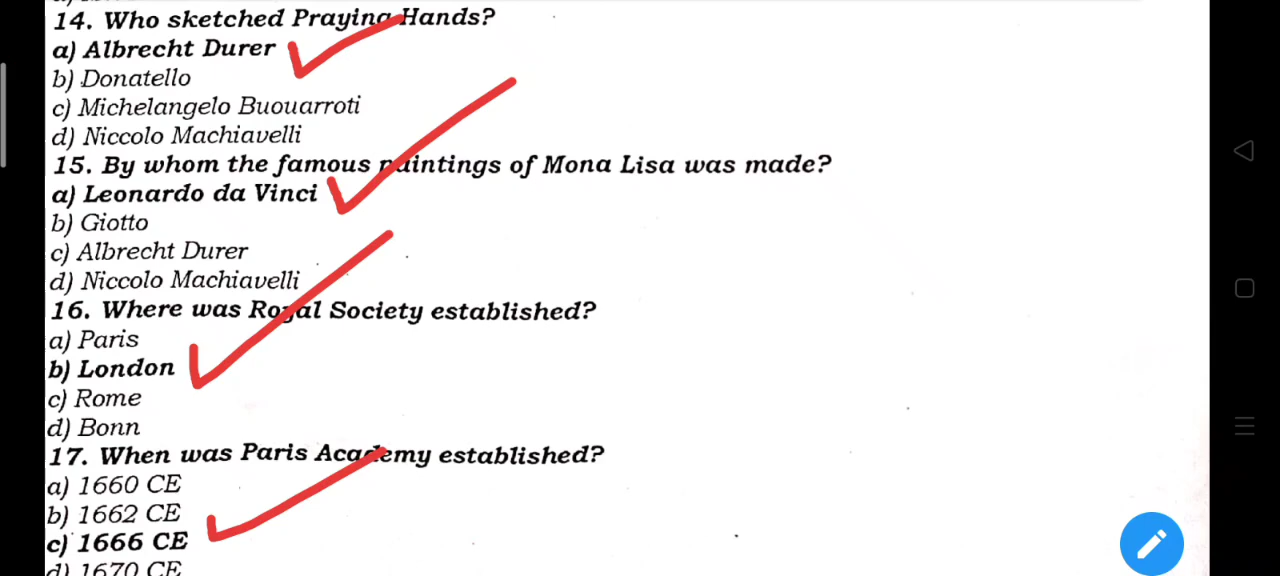 14. Who sketched Praying Hands?
a) Albrecht Durer
b) Donatello
c) Michelangelo Buouarroti
d) Niccolo Machiavelli
15. By whom the famous paintings of Mona Lisa was made?
a) Leonardo da Vinci
b) Giotto
c) Albrecht Durer
d) Niccolo Machiavelli
16. Where was Royal Society established?
a) Paris
b) London
c) Rome
d) Bonn
17. When was Paris Academy established?
a) 1660 CE
b) 1662 CE
c) 1666 CE
d) 1670 CE